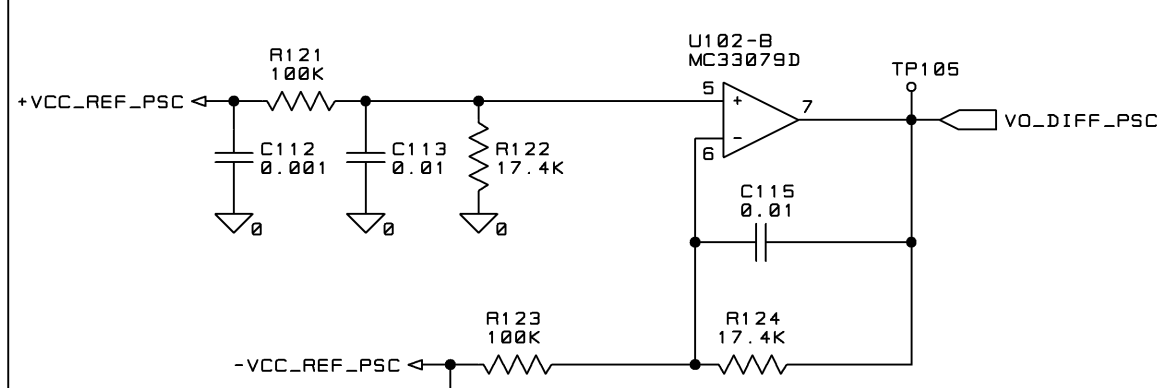 U102-B
MC33079D
R121
100K
TP105
+VCC_REF_PSC
5
+
7
VO_DIFF_PSC
-
6
C112
0.001
C113
0.01
R122
17.4K
C115
0.01
0
0
0
R123
100K
R124
17.4K
-VCC_REF_PSC